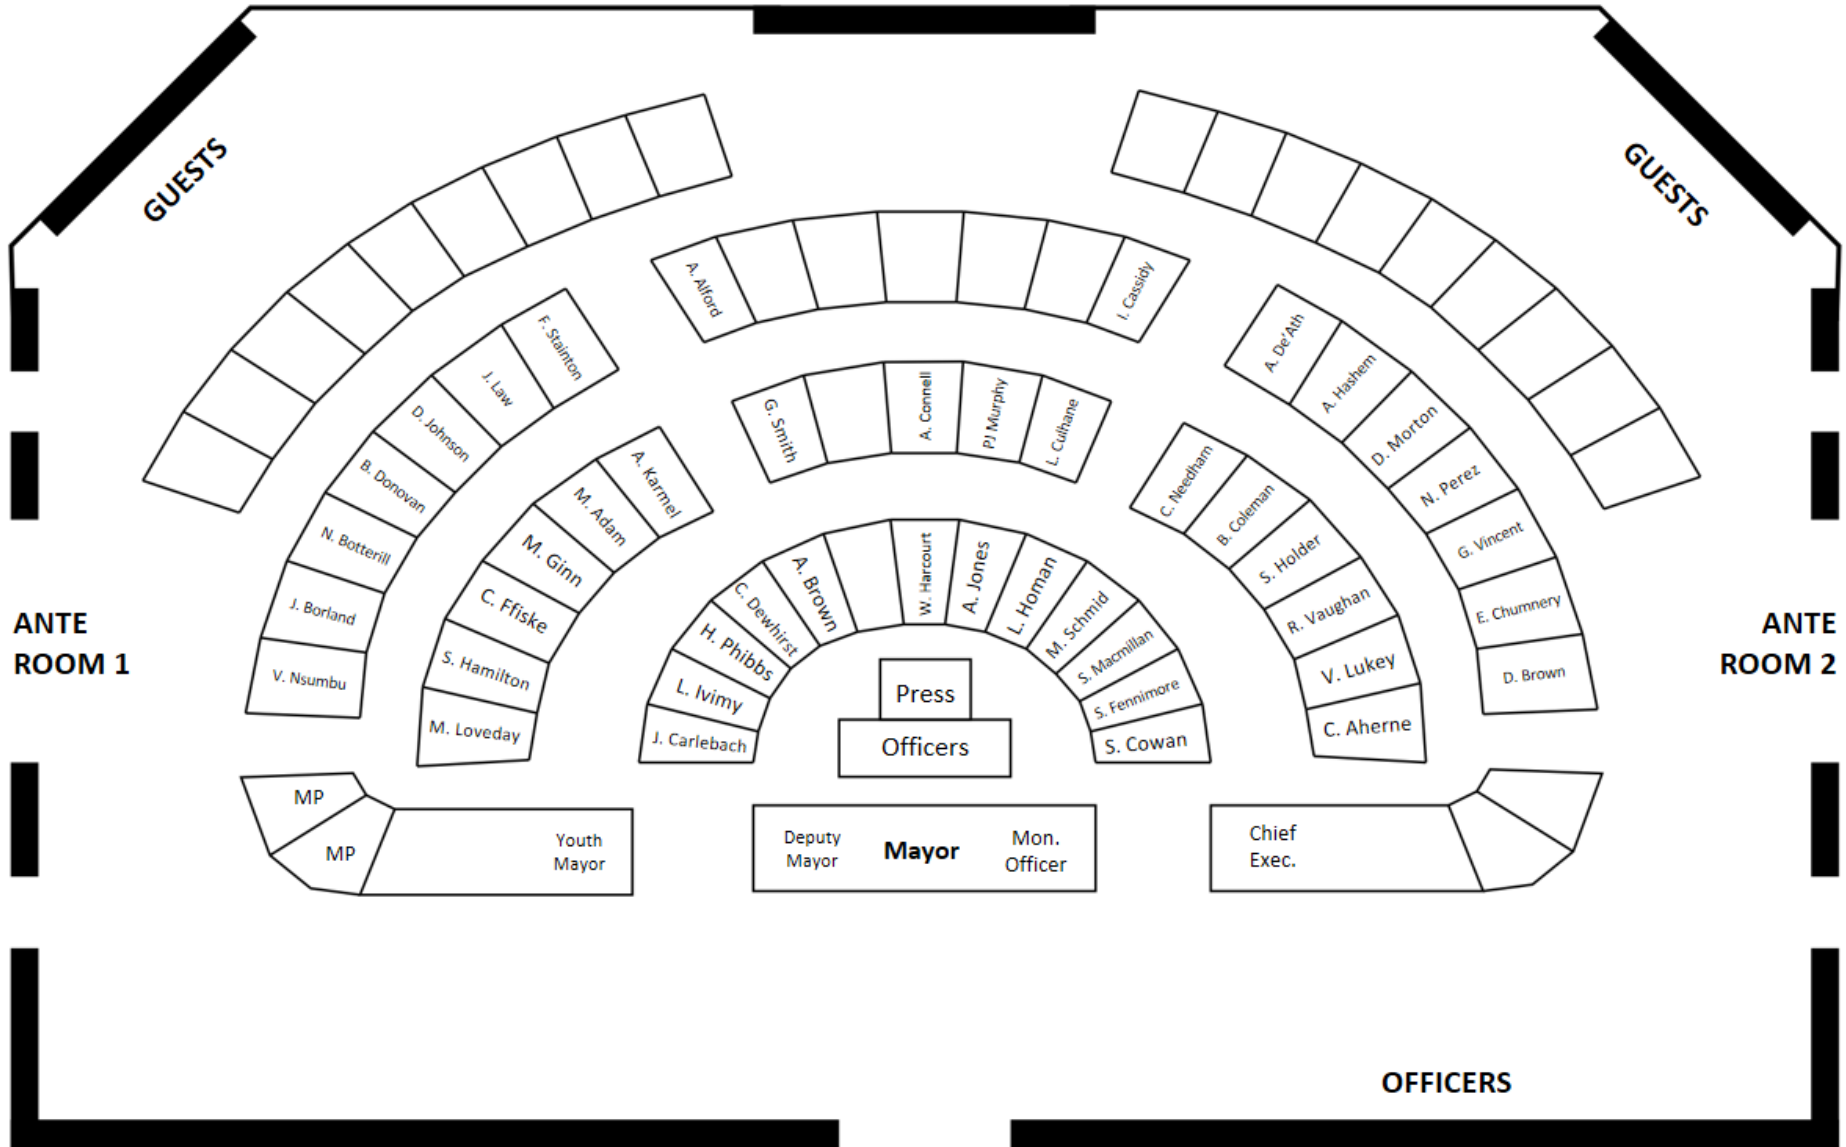 GUESTS
GUESTS
A. Alford
I. Cassidy
F. Stainton
J. Law
D. Johnson
B. Donovan
N. Botterill
J. Borland
V. Nsumbu
A. De'Ath
A. Hashem
D. Morton
N. Perez
G. Vincent
E. Chumnery
D. Brown
G. Smith
A. Connell
PJ Murphy
L. Culhane
A. Karmel
M. Adam
M. Ginn
C. Ffiske
S. Hamilton
M. Loveday
C. Needham
B. Coleman
S. Holder
R. Vaughan
V. Lukey
C. Aherne
J. Carlebach
L. Ivimy
H. Phibbs
C. Dewhirst
A. Brown
W. Harcourt
A. Jones
L. Homan
M. Schmid
S. Macmillan
S. Fennimore
S. Cowan
ANTE
ROOM 1
ANTE
ROOM 2
Press
Officers
MP
MP
Youth
Mayor
Deputy
Mayor
Mayor
Mon.
Officer
Chief
Exec.
OFFICERS